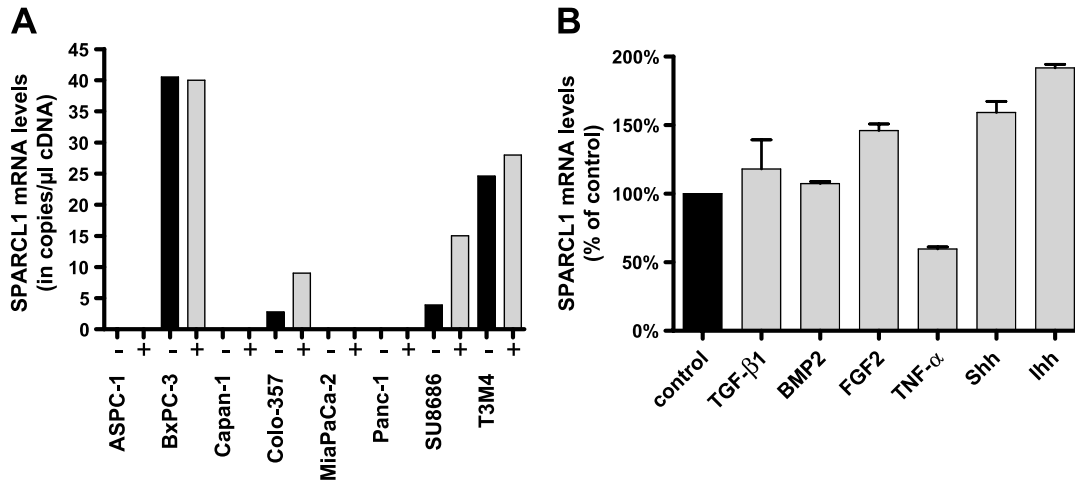 A
SPARCL1 mRNA levels
(in copies/µl cDNA)
45
40
35
30
25
20
15
10
5
0
- + - + - + - + - + - + - + - +
ASPC-1
BxPC-3
Capan-1
Colo-357
MiaPaCa-2
Panc-1
SU8686
T3M4
B
SPARCL1 mRNA levels
(% of control)
200%
150%
100%
50%
0%
control
TGF-β1
BMP2
FGF2
TNF-α
Shh
Ihh